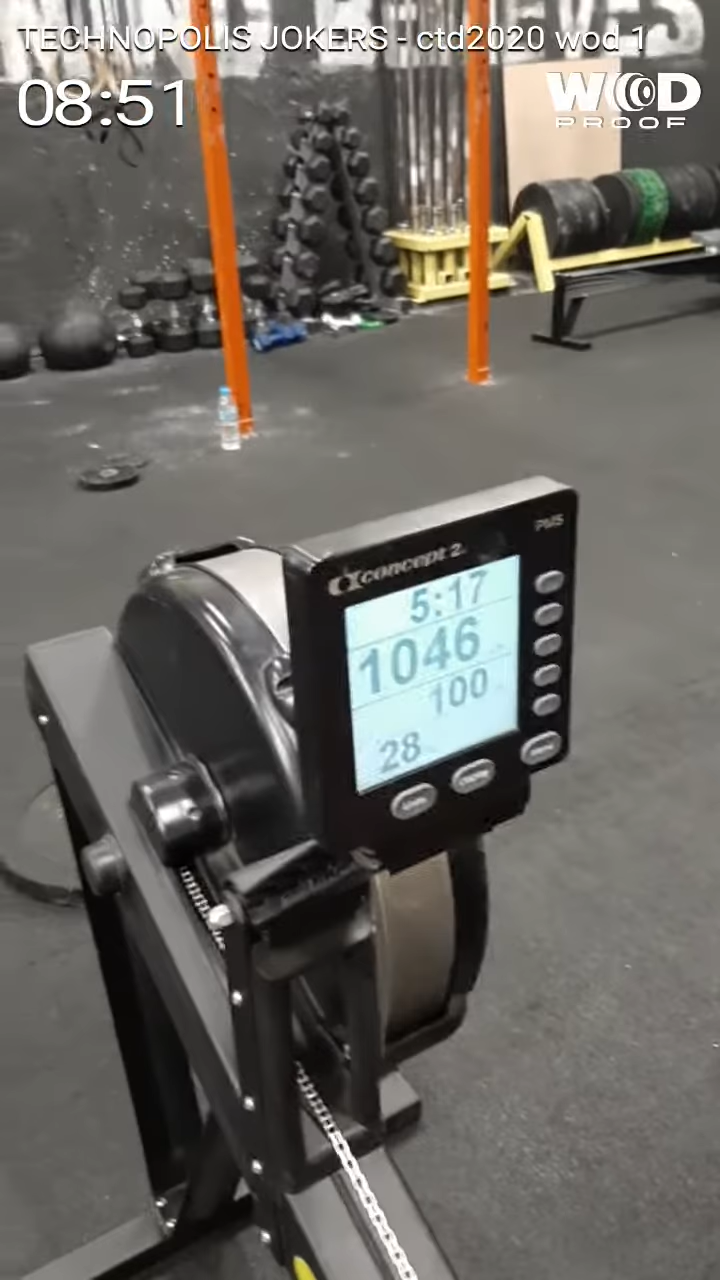 TECHNOPOLIS JOKERS - ctd2020 wod 1
08:51
WOD
PROOF
concept 2
PM5
5:17
1046
100
28